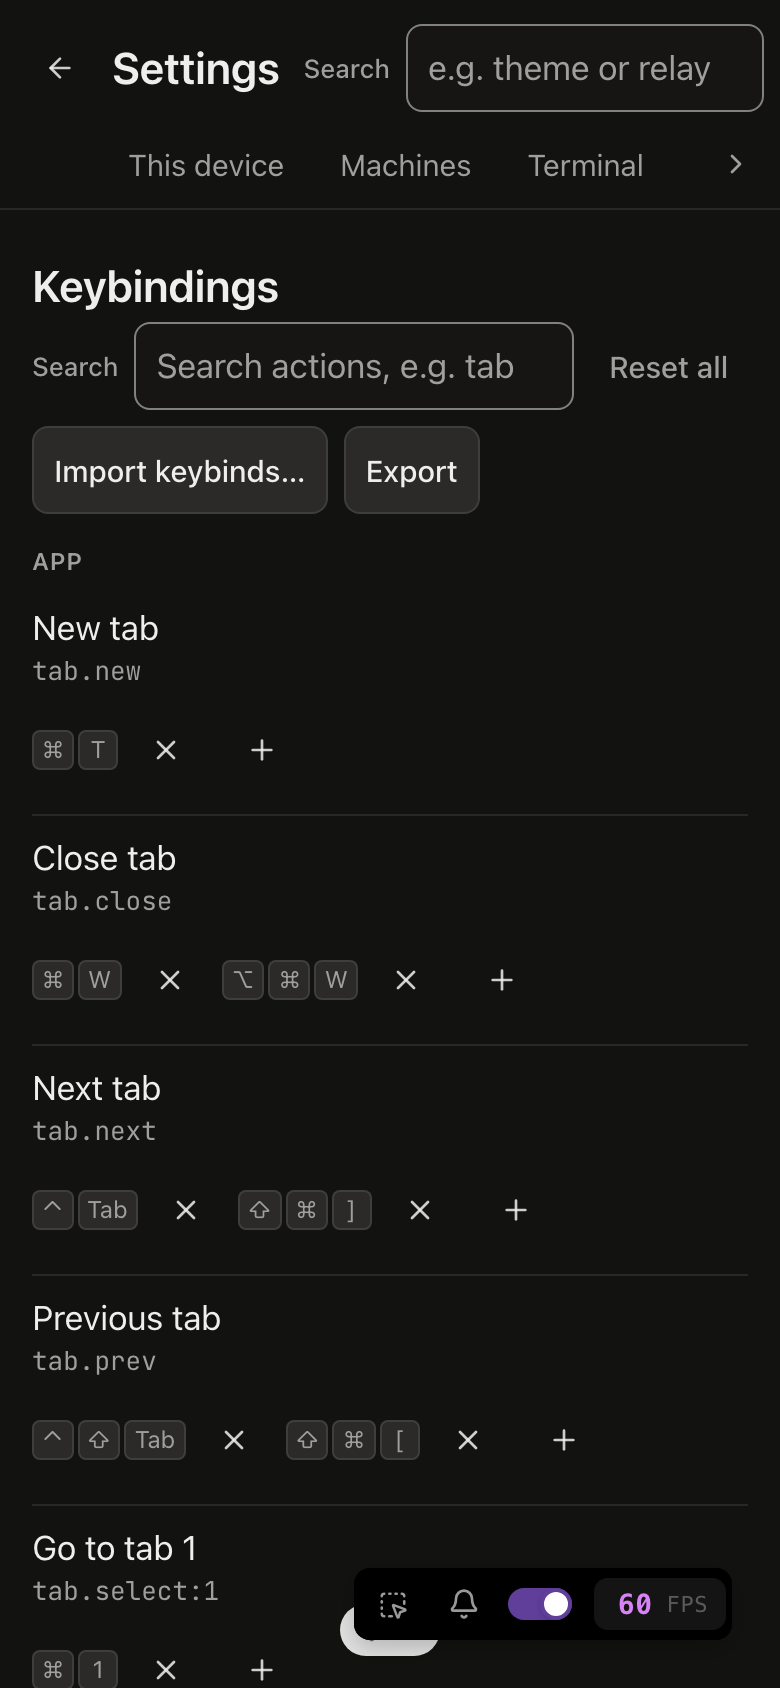 Settings Search e.g. theme or relay
This device Machines Terminal
Keybindings
Search Search actions, e.g. tab Reset all
Import keybinds... Export
APP
New tab
tab.new
⌘ T
Close tab
tab.close
⌘ W ⌥ ⌘ W
Next tab
tab.next
^ Tab ⇧ ⌘ ]
Previous tab
tab.prev
^ ⇧ Tab ⇧ ⌘ [
Go to tab 1
tab.select:1
60 FPS
⌘ 1